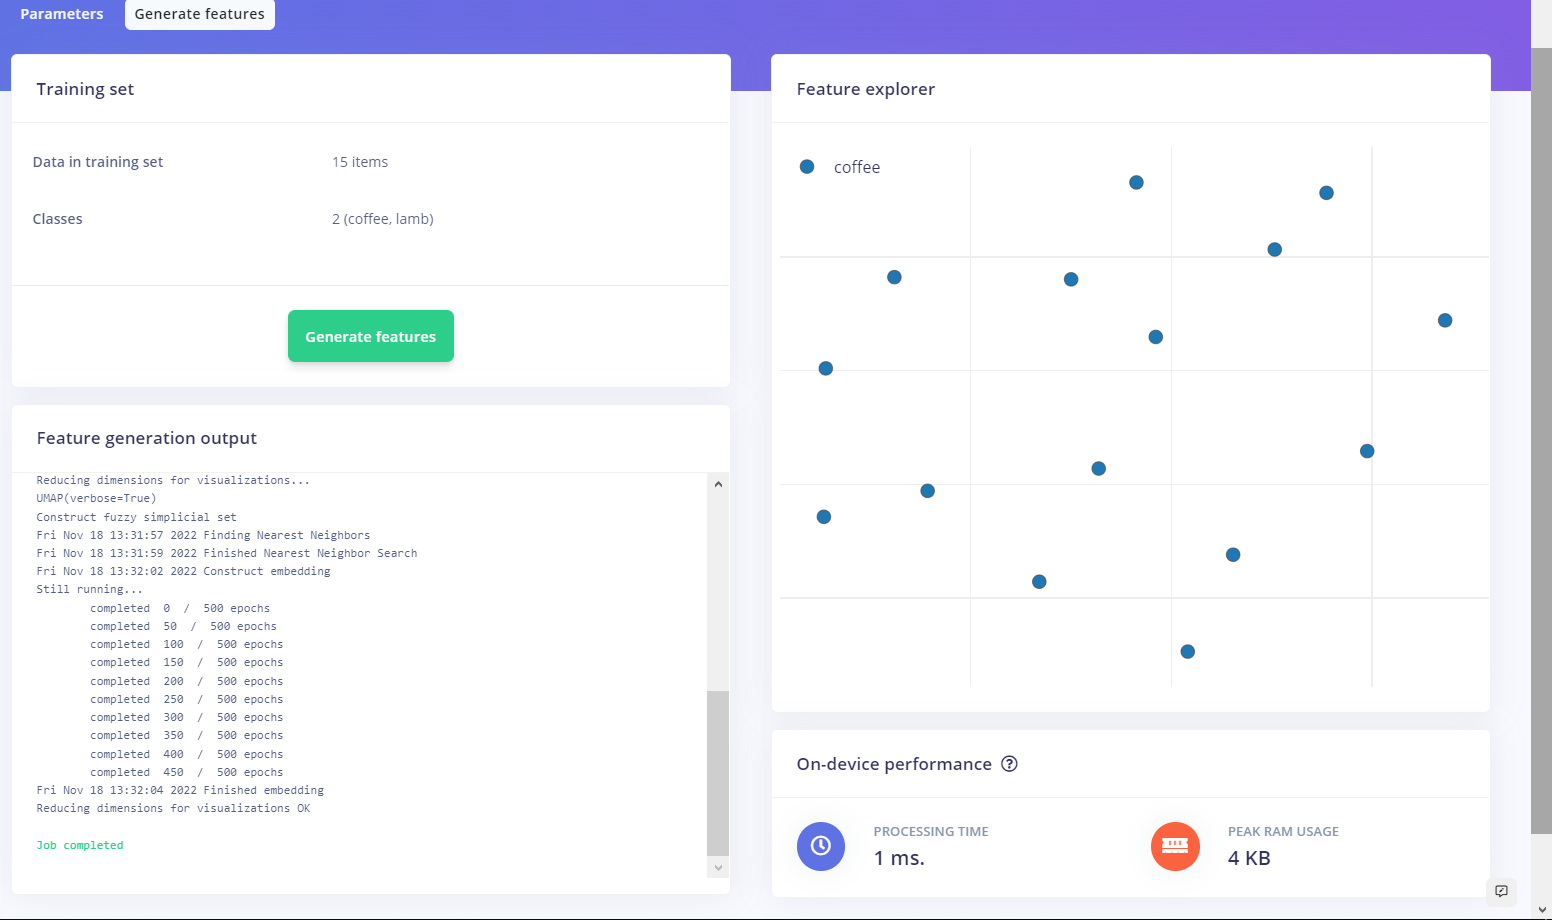 Parameters
Generate features
Training set
Data in training set
15 items
Classes
2 (coffee, lamb)
Generate features
Feature generation output
Reducing dimensions for visualizations...
UMAP(verbose=True)
Construct fuzzy simplicial set
Fri Nov 18 13:31:57 2022 Finding Nearest Neighbors
Fri Nov 18 13:31:59 2022 Finished Nearest Neighbor Search
Fri Nov 18 13:32:02 2022 Construct embedding
Still running...
completed 0 / 500 epochs
completed 50 / 500 epochs
completed 100 / 500 epochs
completed 150 / 500 epochs
completed 200 / 500 epochs
completed 250 / 500 epochs
completed 300 / 500 epochs
completed 350 / 500 epochs
completed 400 / 500 epochs
completed 450 / 500 epochs
Fri Nov 18 13:32:04 2022 Finished embedding
Reducing dimensions for visualizations OK
Job completed
Feature explorer
coffee
On-device performance
PROCESSING TIME
1 ms.
PEAK RAM USAGE
4 KB